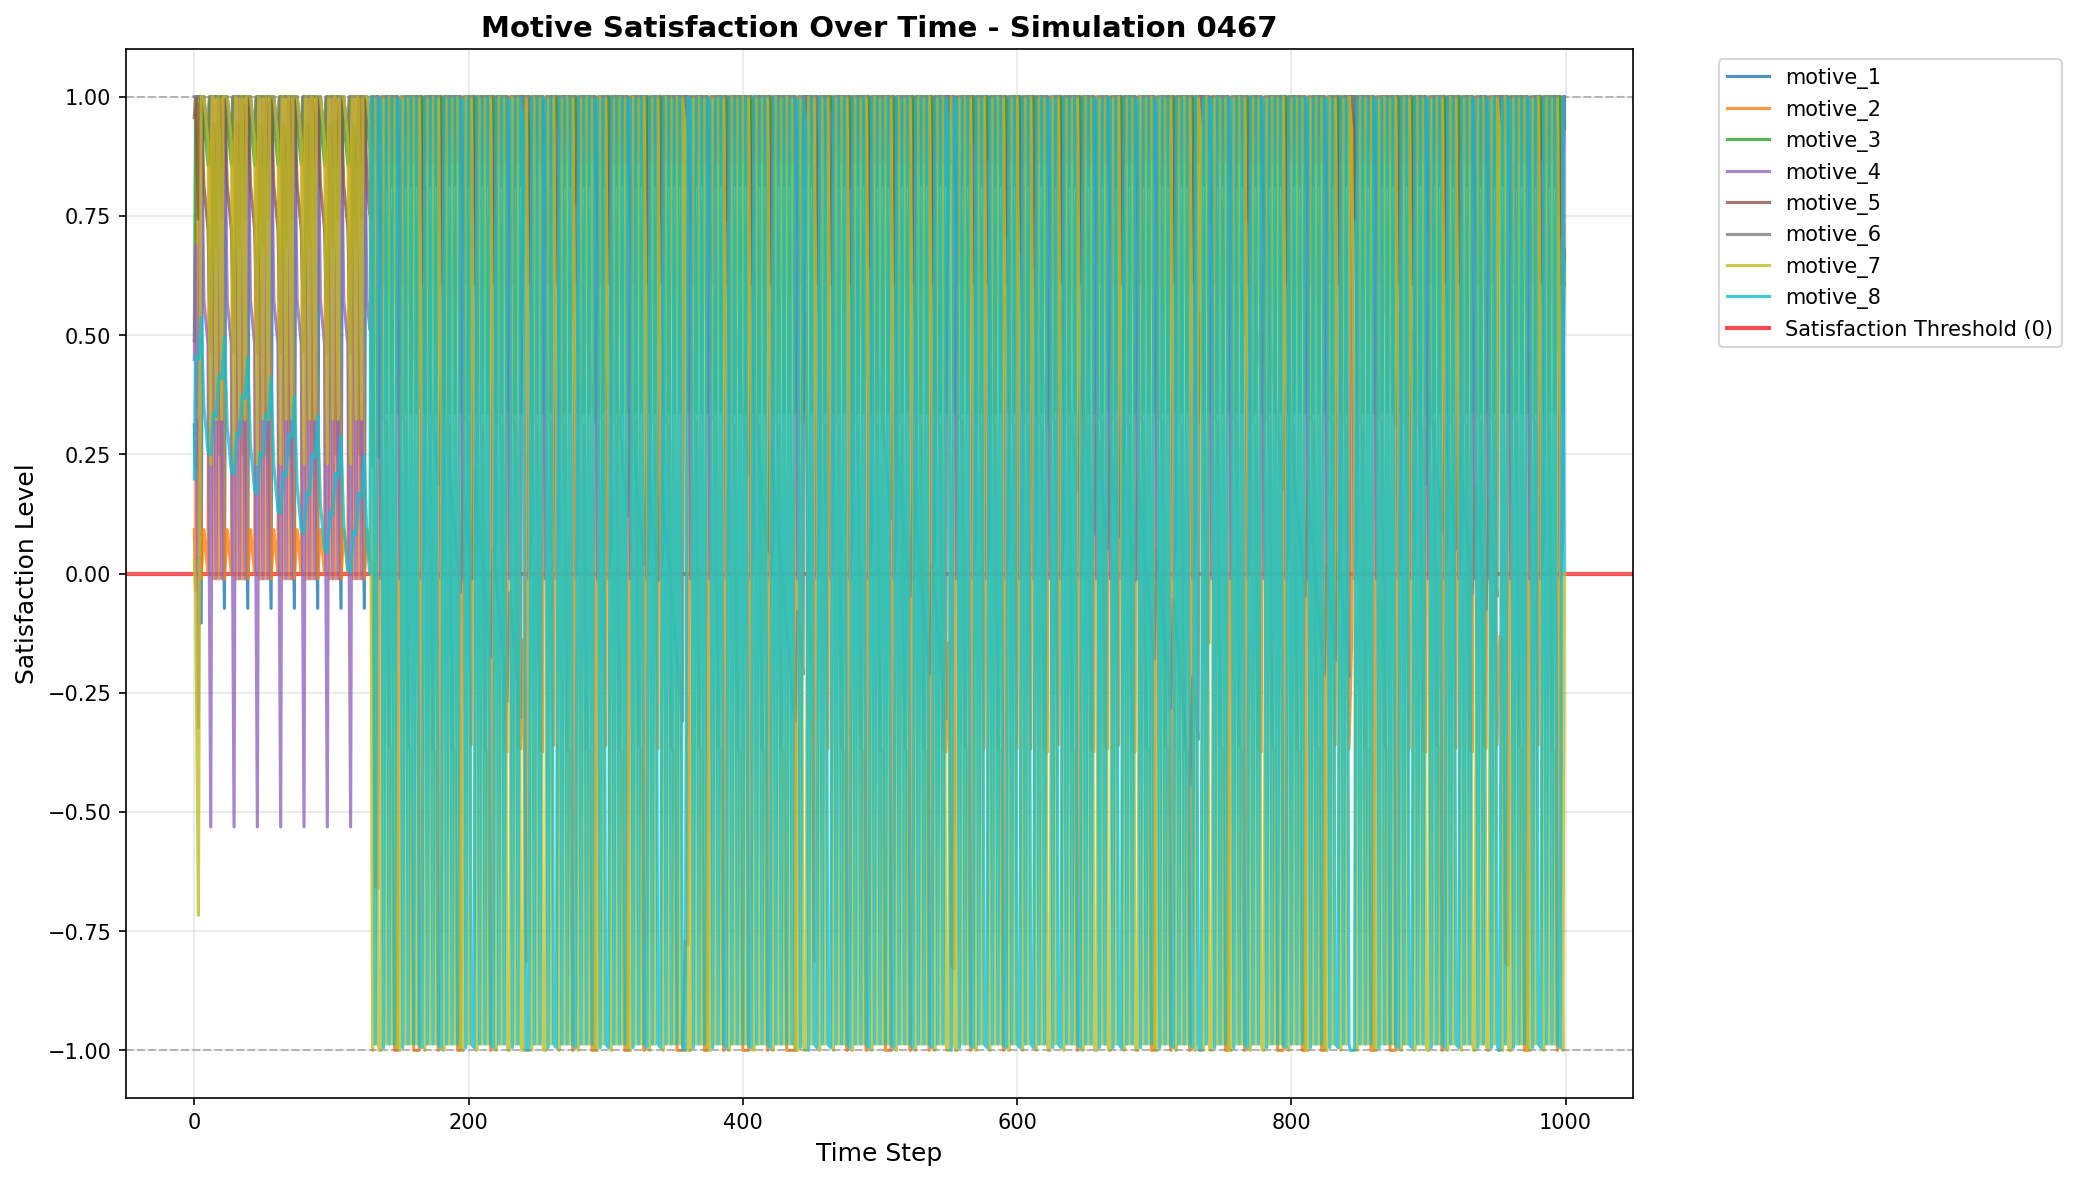 Motive Satisfaction Over Time - Simulation 0467
1.00
0.75
0.50
0.25
0.00
−0.25
−0.50
−0.75
−1.00
Satisfaction Level
0
200
400
600
800
1000
Time Step
motive_1
motive_2
motive_3
motive_4
motive_5
motive_6
motive_7
motive_8
Satisfaction Threshold (0)